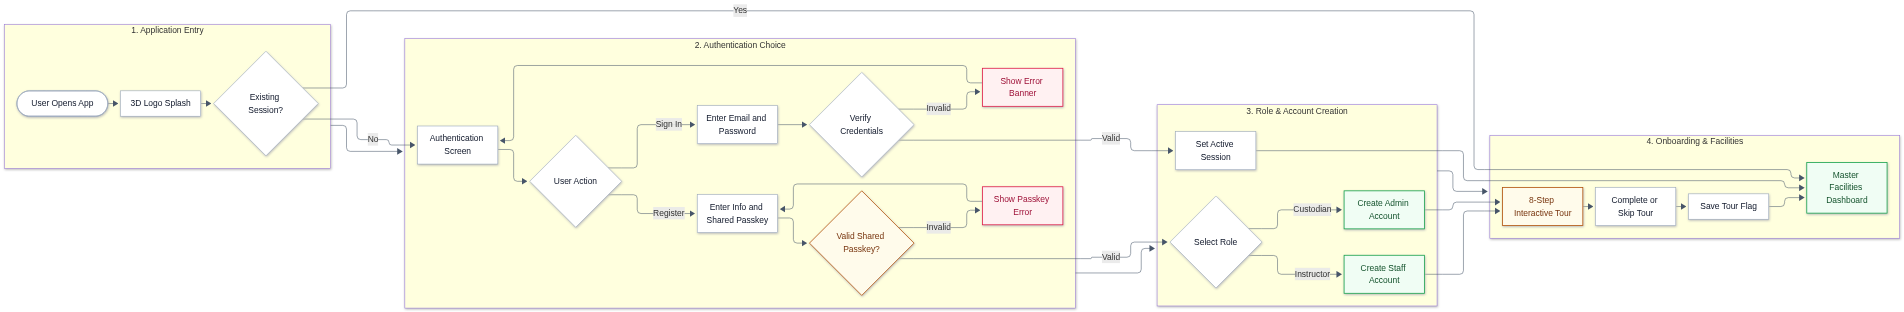 Yes
1. Application Entry
User Opens App
3D Logo Splash
Existing
Session?
No
2. Authentication Choice
Authentication
Screen
User Action
Sign In
Enter Email and
Password
Verify
Credentials
Invalid
Show Error
Banner
Register
Enter Info and
Shared Passkey
Valid Shared
Passkey?
Invalid
Show Passkey
Error
Valid
Valid
3. Role & Account Creation
Set Active
Session
Select Role
Custodian
Create Admin
Account
Instructor
Create Staff
Account
4. Onboarding & Facilities
8-Step
Interactive Tour
Complete or
Skip Tour
Save Tour Flag
Master
Facilities
Dashboard